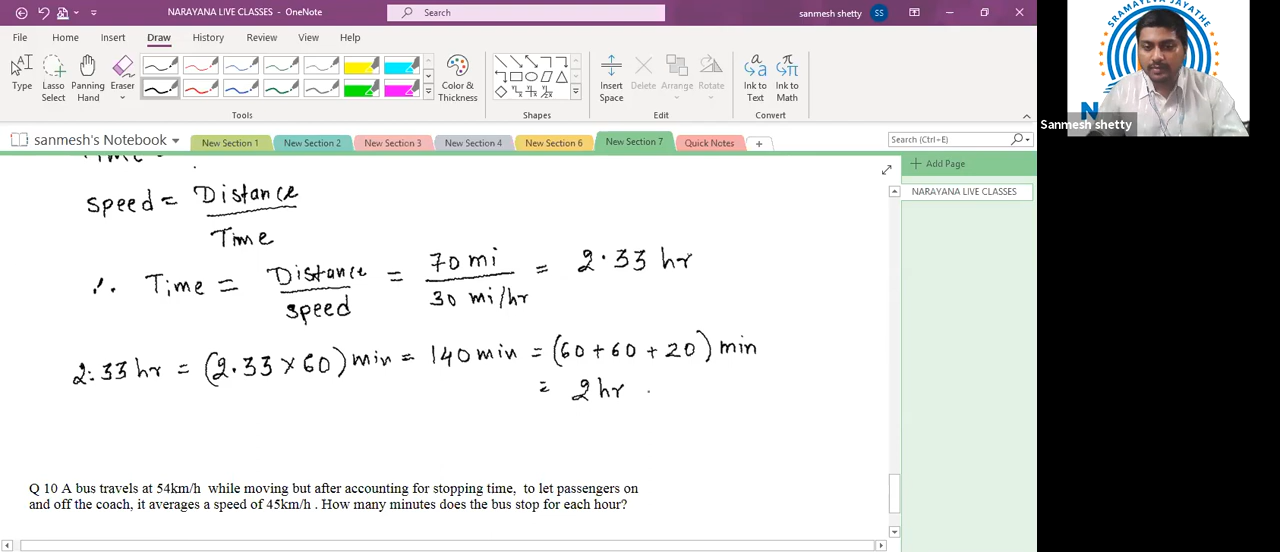 NARAYANA LIVE CLASSES - OneNote
Search
sanmesh shetty
SS
SRAMAYEVA JAYATHE
File Home Insert Draw History Review View Help
Type
Lasso Select
Panning Hand
Eraser
Color & Thickness
Insert Space
Delete
Arrange
Rotate
Ink to Text
Ink to Math
Tools
Shapes
Edit
Convert
N
Sanmesh shetty
sanmesh's Notebook
New Section 1
New Section 2
New Section 3
New Section 4
New Section 6
New Section 7
Quick Notes
Search (Ctrl+E)
Add Page
NARAYANA LIVE CLASSES
Time =
speed = Distance / Time
∴ Time = Distance / speed = 70 mi / 30 mi/hr = 2.33 hr
2.33 hr = (2.33 × 60) min = 140 min = (60 + 60 + 20) min
= 2 hr
Q 10 A bus travels at 54km/h while moving but after accounting for stopping time, to let passengers on
and off the coach, it averages a speed of 45km/h . How many minutes does the bus stop for each hour?